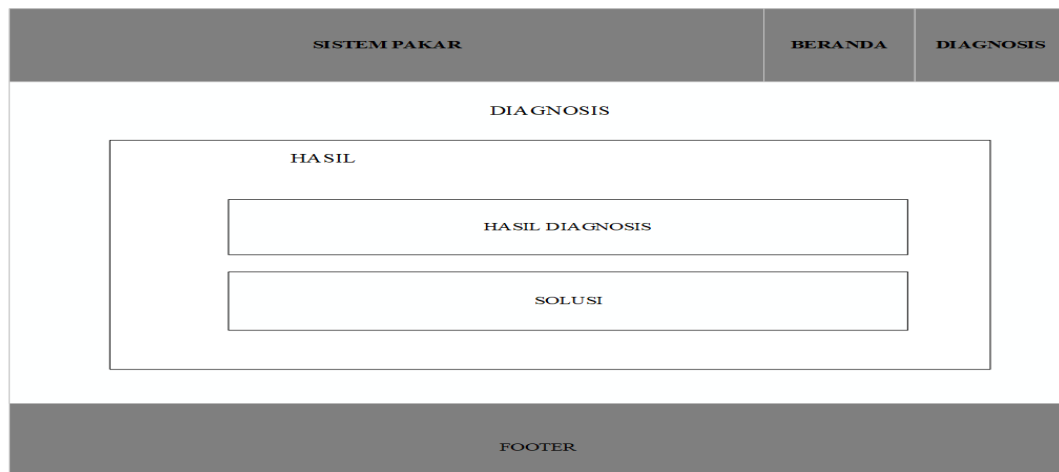 SISTEM PAKAR BERANDA DIAGNOSIS
DIAGNOSIS
HASIL
HASIL DIAGNOSIS
SOLUSI
FOOTER